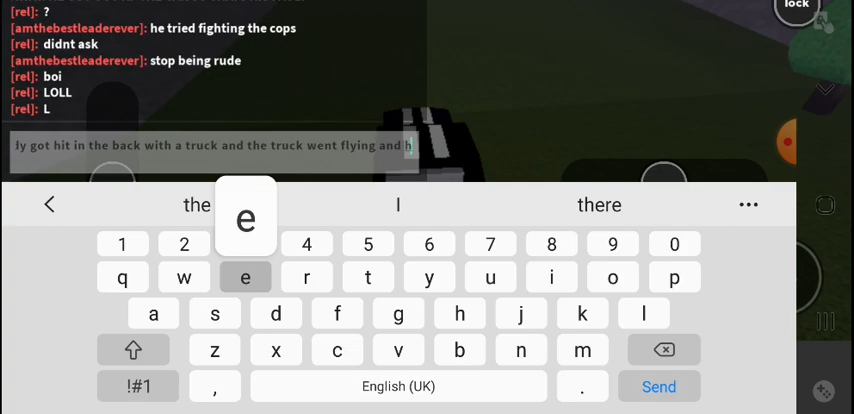 lock
[rel]: ?
[amthebestleaderever]: he tried fighting the cops
[rel]: didnt ask
[amthebestleaderever]: stop being rude
[rel]: boi
[rel]: LOLL
[rel]: L
ly got hit in the back with a truck and the truck went flying and h
the I there •••
e
1 2 4 5 6 7 8 9 0
q w e r t y u i o p
a s d f g h j k l
z x c v b n m
!#1 , English (UK) . Send